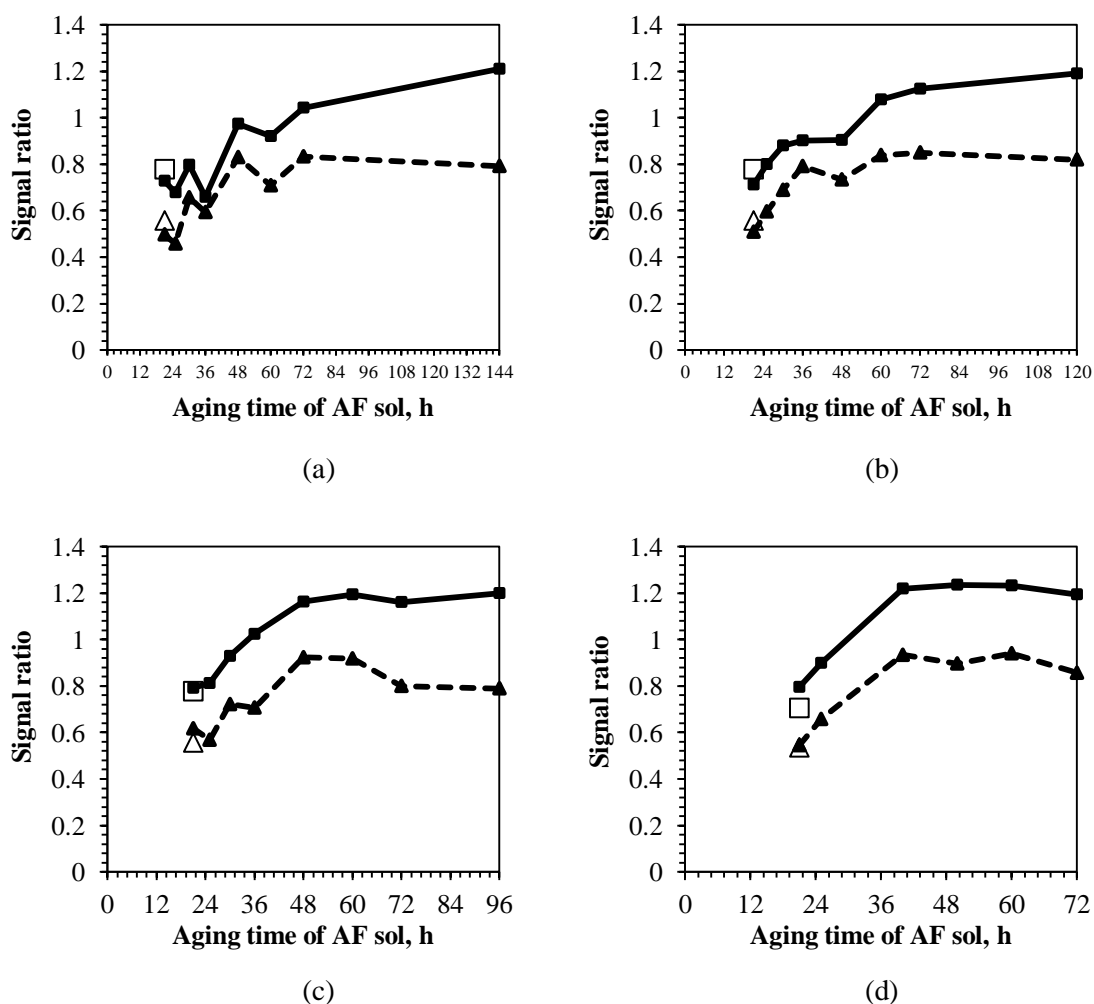 1.4
1.2
1
0.8
0.6
0.4
0.2
0
Signal ratio
0 12 24 36 48 60 72 84 96 108 120 132 144
Aging time of AF sol, h
(a)
1.4
1.2
1
0.8
0.6
0.4
0.2
0
Signal ratio
0 12 24 36 48 60 72 84 96 108 120
Aging time of AF sol, h
(b)
1.4
1.2
1
0.8
0.6
0.4
0.2
0
Signal ratio
0 12 24 36 48 60 72 84 96
Aging time of AF sol, h
(c)
1.4
1.2
1
0.8
0.6
0.4
0.2
0
Signal ratio
0 12 24 36 48 60 72
Aging time of AF sol, h
(d)